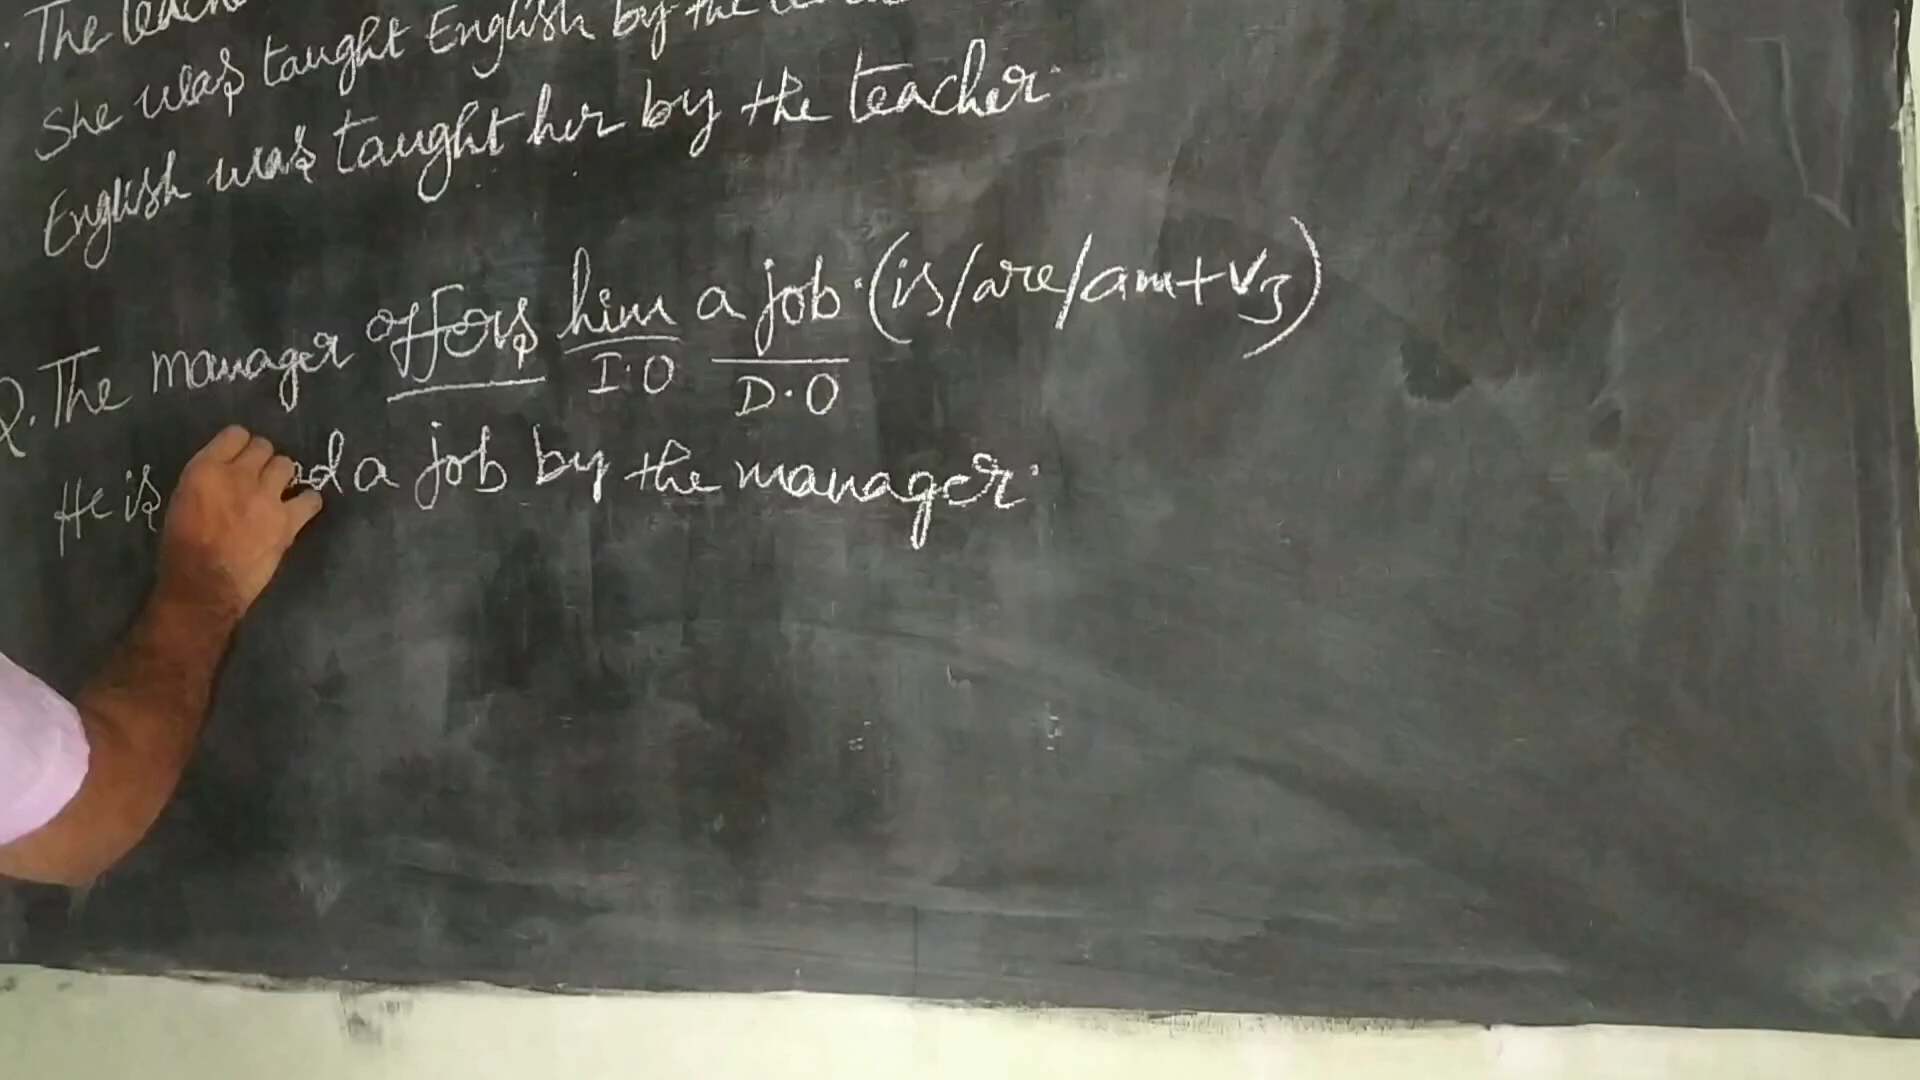 . The
She was taught English by the
English was taught her by the teacher.
Q. The manager offers him a job. (is/are/am+V3)
I.O D.O
He is a job by the manager.